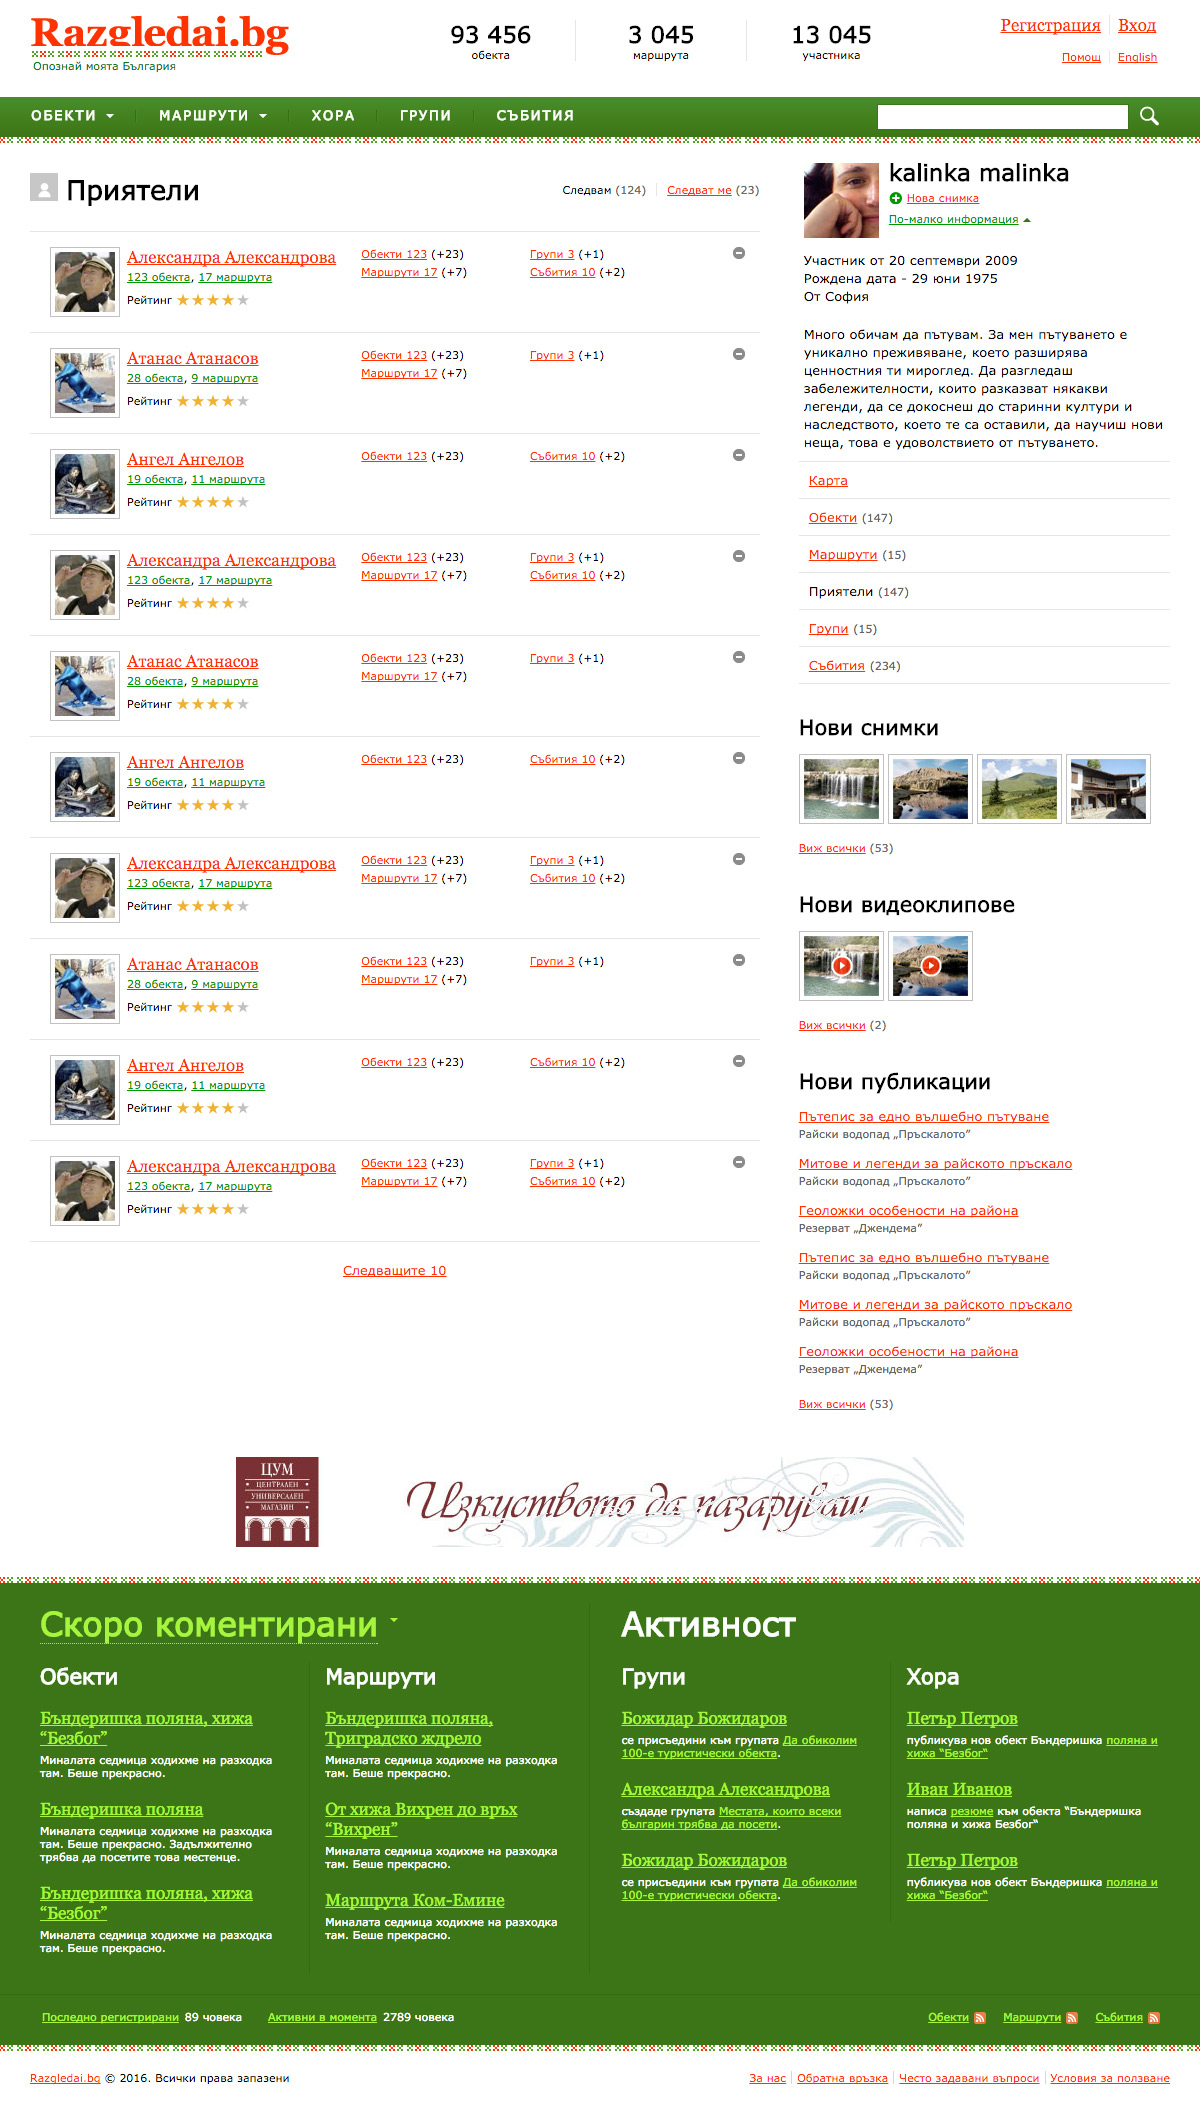 Razgledai.bg
Опознай моята България
93 456
обекта
3 045
маршрута
13 045
участника
Регистрация Вход
Помощ English
ОБЕКТИ МАРШРУТИ ХОРА ГРУПИ СЪБИТИЯ
Приятели
Следвам (124) Следват ме (23)
Александра Александрова
123 обекта, 17 маршрута
Рейтинг
Обекти 123 (+23)
Маршрути 17 (+7)
Групи 3 (+1)
Събития 10 (+2)
Атанас Атанасов
28 обекта, 9 маршрута
Рейтинг
Обекти 123 (+23)
Маршрути 17 (+7)
Групи 3 (+1)
Ангел Ангелов
19 обекта, 11 маршрута
Рейтинг
Обекти 123 (+23)
Събития 10 (+2)
Александра Александрова
123 обекта, 17 маршрута
Рейтинг
Обекти 123 (+23)
Маршрути 17 (+7)
Групи 3 (+1)
Събития 10 (+2)
Атанас Атанасов
28 обекта, 9 маршрута
Рейтинг
Обекти 123 (+23)
Маршрути 17 (+7)
Групи 3 (+1)
Ангел Ангелов
19 обекта, 11 маршрута
Рейтинг
Обекти 123 (+23)
Събития 10 (+2)
Александра Александрова
123 обекта, 17 маршрута
Рейтинг
Обекти 123 (+23)
Маршрути 17 (+7)
Групи 3 (+1)
Събития 10 (+2)
Атанас Атанасов
28 обекта, 9 маршрута
Рейтинг
Обекти 123 (+23)
Маршрути 17 (+7)
Групи 3 (+1)
Ангел Ангелов
19 обекта, 11 маршрута
Рейтинг
Обекти 123 (+23)
Събития 10 (+2)
Александра Александрова
123 обекта, 17 маршрута
Рейтинг
Обекти 123 (+23)
Маршрути 17 (+7)
Групи 3 (+1)
Събития 10 (+2)
Следващите 10
kalinka malinka
Нова снимка
По-малко информация
Участник от 20 септември 2009
Рождена дата - 29 юни 1975
От София
Много обичам да пътувам. За мен пътуването е
уникално преживяване, което разширява
ценностния ти мироглед. Да разгледаш
забележителности, които разказват някакви
легенди, да се докоснеш до старинни култури и
наследството, което те са оставили, да научиш нови
неща, това е удоволствието от пътуването.
Карта
Обекти (147)
Маршрути (15)
Приятели (147)
Групи (15)
Събития (234)
Нови снимки
Виж всички (53)
Нови видеоклипове
Виж всички (2)
Нови публикации
Пътепис за едно вълшебно пътуване
Райски водопад „Пръскалото”
Митове и легенди за райското пръскало
Райски водопад „Пръскалото”
Геоложки особености на района
Резерват „Джендема”
Пътепис за едно вълшебно пътуване
Райски водопад „Пръскалото”
Митове и легенди за райското пръскало
Райски водопад „Пръскалото”
Геоложки особености на района
Резерват „Джендема”
Виж всички (53)
ЦУМ
ЦЕНТРАЛЕН
УНИВЕРСАЛЕН
МАГАЗИН
Изкуството да пазаруваш
Скоро коментирани
Обекти
Бъндеришка поляна, хижа
“Безбог”
Миналата седмица ходихме на разходка
там. Беше прекрасно.
Бъндеришка поляна
Миналата седмица ходихме на разходка
там. Беше прекрасно. Задължително
трябва да посетите това местенце.
Бъндеришка поляна, хижа
“Безбог”
Миналата седмица ходихме на разходка
там. Беше прекрасно.
Маршрути
Бъндеришка поляна,
Триградско ждрело
Миналата седмица ходихме на разходка
там. Беше прекрасно.
От хижа Вихрен до връх
“Вихрен”
Миналата седмица ходихме на разходка
там. Беше прекрасно.
Маршрута Ком-Емине
Миналата седмица ходихме на разходка
там. Беше прекрасно.
Активност
Групи
Божидар Божидаров
се присъедини към групата Да обиколим
100-е туристически обекта.
Александра Александрова
създаде групата Местата, които всеки
българин трябва да посети.
Божидар Божидаров
се присъедини към групата Да обиколим
100-е туристически обекта.
Хора
Петър Петров
публикува нов обект Бъндеришка поляна и
хижа “Безбог“
Иван Иванов
написа резюме към обекта “Бъндеришка
поляна и хижа Безбог“
Петър Петров
публикува нов обект Бъндеришка поляна и
хижа “Безбог“
Последно регистрирани 89 човека Активни в момента 2789 човека
Обекти Маршрути Събития
Razgledai.bg © 2016. Всички права запазени
За нас Обратна връзка Често задавани въпроси Условия за ползване